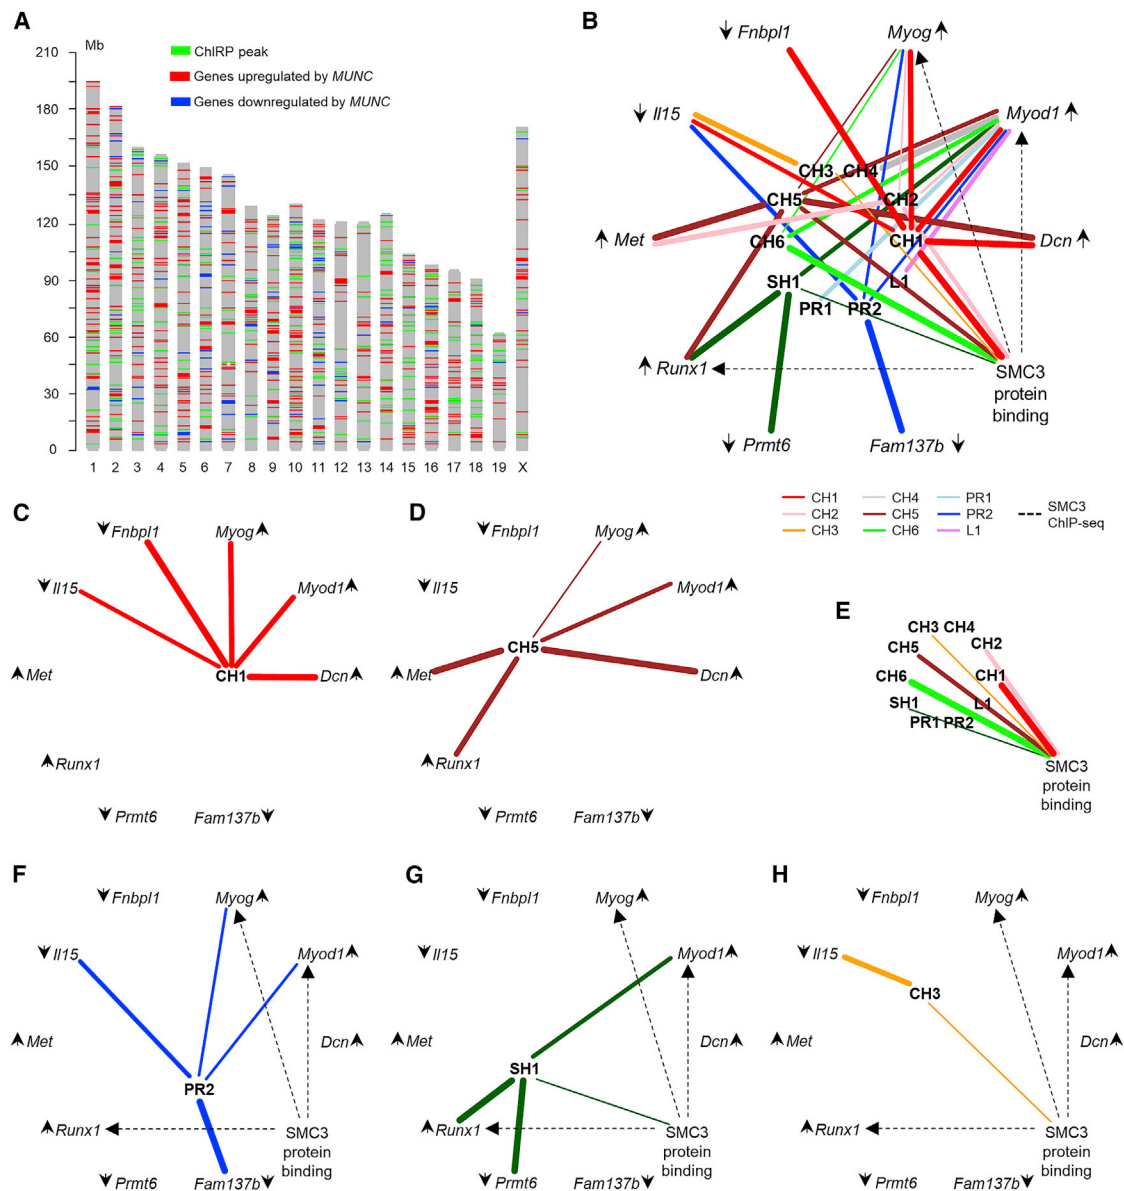 A
Mb
210
180
150
120
90
60
30
0
1 2 3 4 5 6 7 8 9 10 11 12 13 14 15 16 17 18 19 X
ChIRP peak
Genes upregulated by MUNC
Genes downregulated by MUNC
B
Fnbpl1
Myog
Il15
Myod1
CH3 CH4
CH5
CH2
Met
CH6
CH1
Dcn
SH1
L1
PR1
PR2
Runx1
SMC3
protein
binding
Prmt6
Fam137b
CH1
CH2
CH3
CH4
CH5
CH6
PR1
PR2
L1
SMC3
ChIP-seq
C
Fnbpl1
Myog
Il15
Myod1
Met
CH1
Dcn
Runx1
Prmt6
Fam137b
D
Fnbpl1
Myog
Il15
Myod1
CH5
Met
Dcn
Runx1
Prmt6
Fam137b
E
CH3 CH4
CH2
CH5
CH6
CH1
SH1
L1
PR1 PR2
SMC3
protein
binding
F
Fnbpl1
Myog
Il15
Myod1
Met
Dcn
PR2
Runx1
SMC3
protein
binding
Prmt6
Fam137b
G
Fnbpl1
Myog
Il15
Myod1
Met
Dcn
SH1
Runx1
SMC3
protein
binding
Prmt6
Fam137b
H
Fnbpl1
Myog
Il15
Myod1
CH3
Met
Dcn
Runx1
SMC3
protein
binding
Prmt6
Fam137b